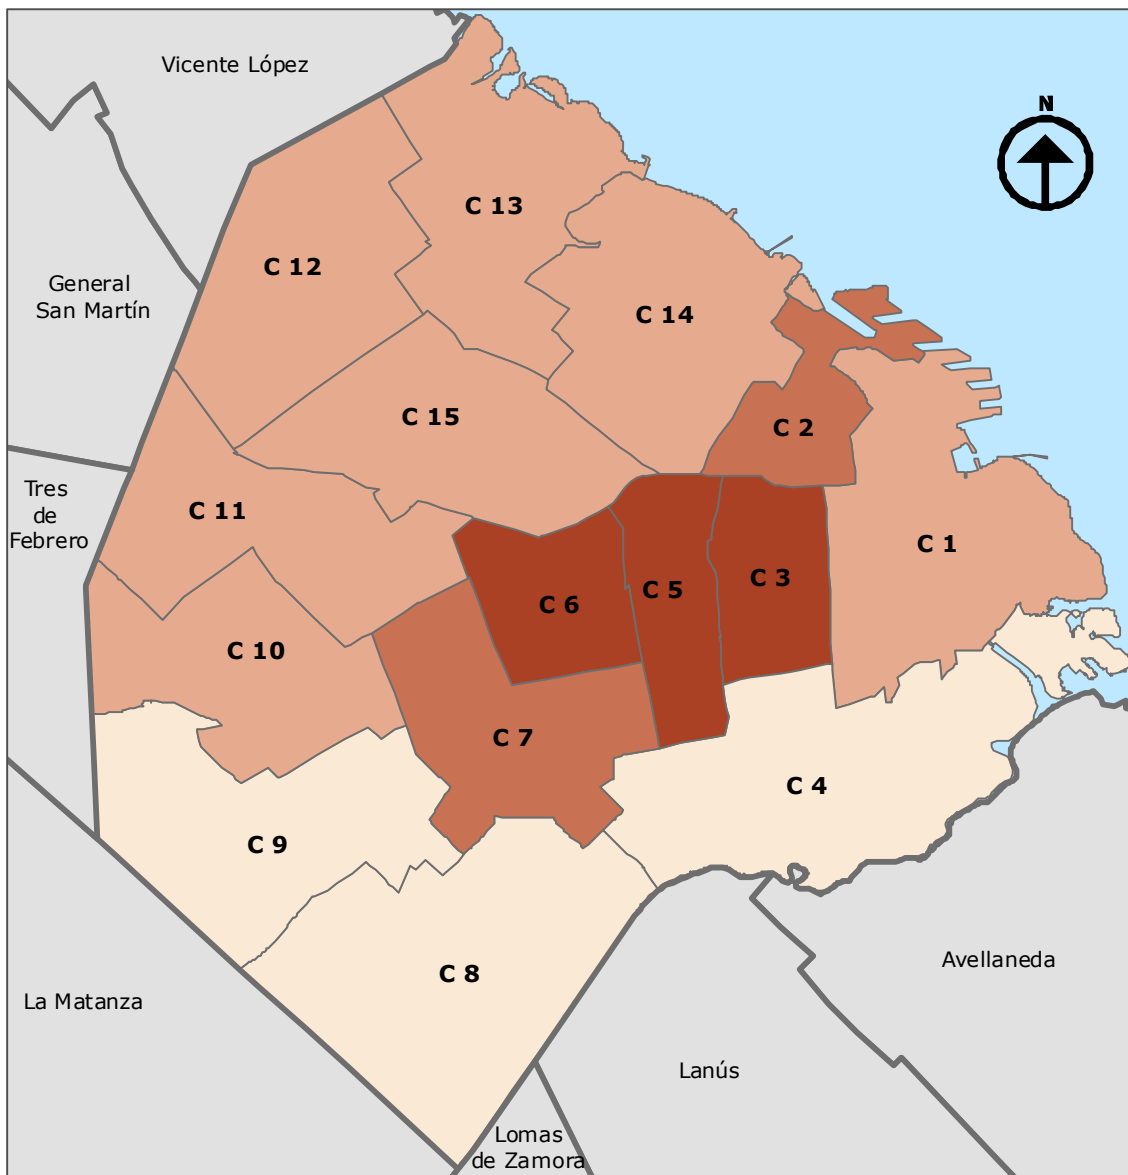 Vicente López
N
C 13
C 12
General
San Martín
C 14
C 15
C 2
Tres
de
Febrero
C 11
C 1
C 3
C 5
C 6
C 10
C 7
C 4
C 9
Avellaneda
C 8
La Matanza
Lanús
Lomas
de Zamora